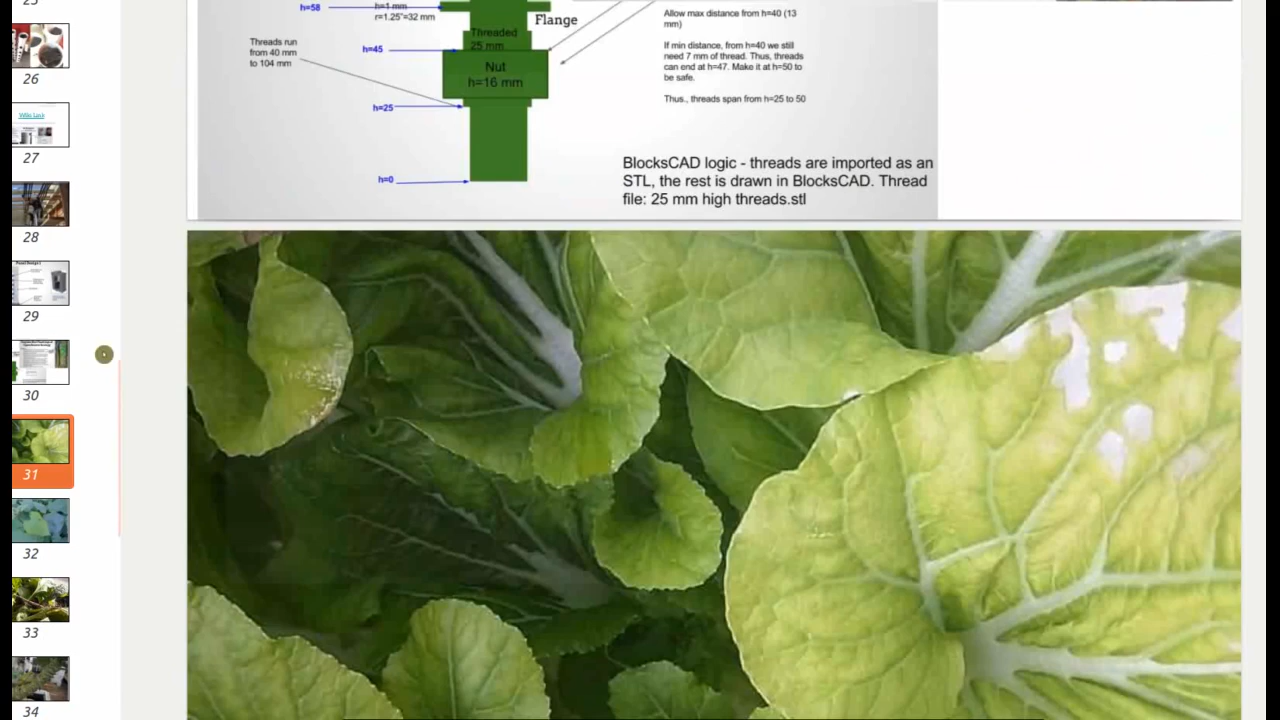 25
26
Wiki Link
27
28
29
30
31
32
33
34
h=58
h=1 mm
r=1.25"=32 mm
Flange
Threads run
from 40 mm
to 104 mm
h=45
Threaded
25 mm
Nut
h=16 mm
h=25
h=0
Allow max distance from h=40 (13
mm)
If min distance, from h=40 we still
need 7 mm of thread. Thus, threads
can end at h=47. Make it at h=50 to
be safe.
Thus., threads span from h=25 to 50
BlocksCAD logic - threads are imported as an
STL, the rest is drawn in BlocksCAD. Thread
file: 25 mm high threads.stl